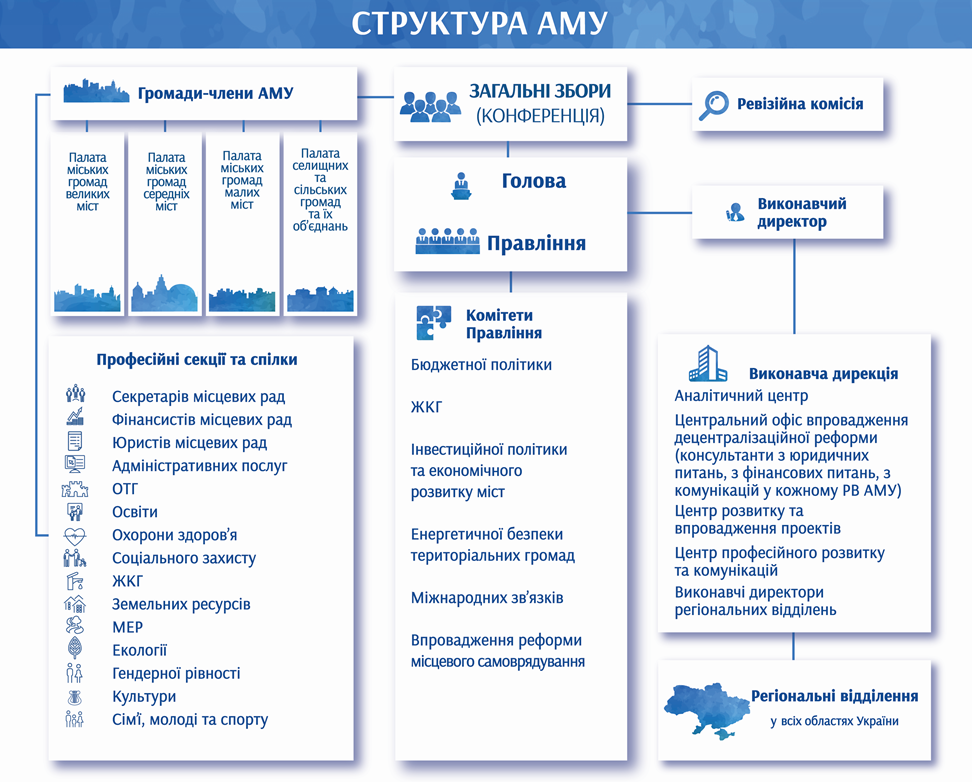 СТРУКТУРА АМУ
Громади-члени АМУ
Палата
міських
громад
великих
міст
Палата
міських
громад
середніх
міст
Палата
міських
громад
малих
міст
Палата
селищних
та
сільських
громад
та їх
об'єднань
Професійні секції та спілки
Секретарів місцевих рад
Фінансистів місцевих рад
Юристів місцевих рад
Адміністративних послуг
ОТГ
Освіти
Охорони здоров’я
Соціального захисту
ЖКГ
Земельних ресурсів
МЕР
Екології
Гендерної рівності
Культури
Сім’ї, молоді та спорту
ЗАГАЛЬНІ ЗБОРИ
(КОНФЕРЕНЦІЯ)
Голова
Правління
Комітети
Правління
Бюджетної політики
ЖКГ
Інвестиційної політики
та економічного
розвитку міст
Енергетичної безпеки
територіальних громад
Міжнародних зв’язків
Впровадження реформи
місцевого самоврядування
Ревізійна комісія
Виконавчий
директор
Виконавча дирекція
Аналітичний центр
Центральний офіс впровадження
децентралізаційної реформи
(консультанти з юридичних
питань, з фінансових питань, з
комунікацій у кожному РВ АМУ)
Центр розвитку та
впровадження проектів
Центр професійного розвитку
та комунікацій
Виконавчі директори
регіональних відділень
Регіональні відділення
у всіх областях України